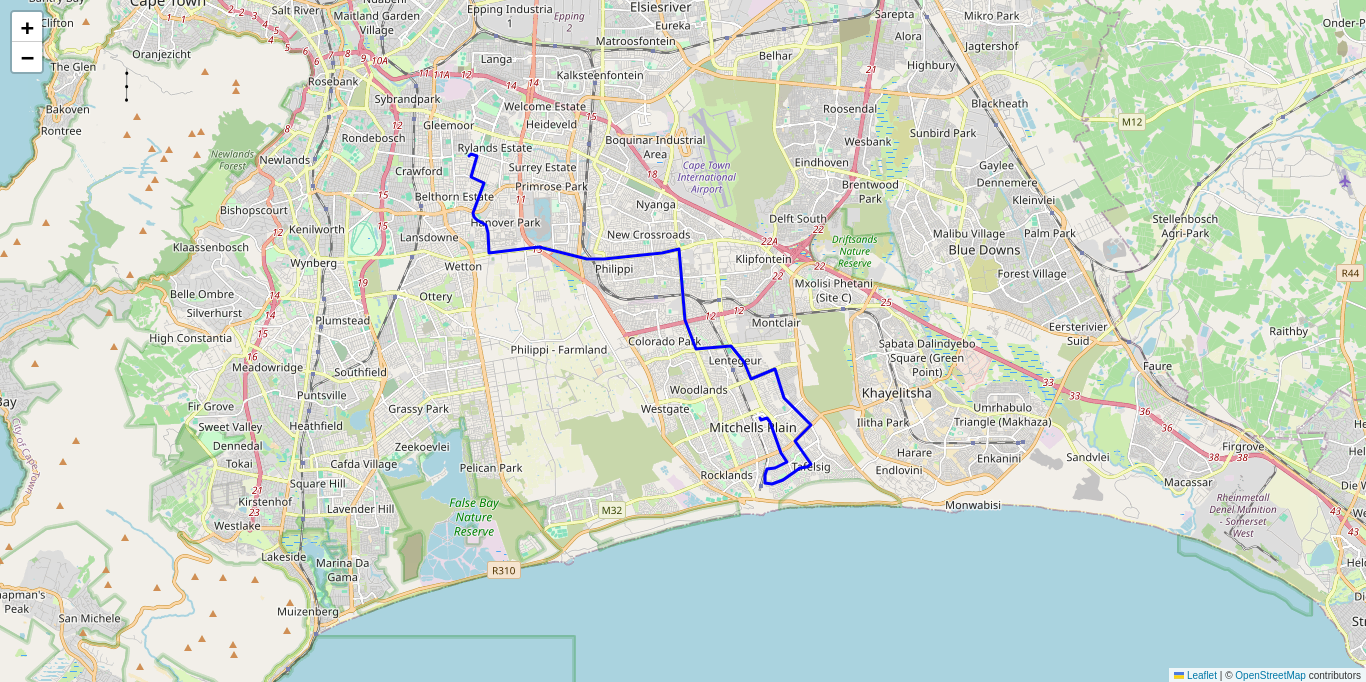 +
−
Cape Town
Clifton
Salt River
Maitland Garden
Village
Epping Industria
1
Epping
2
Elsiesriver
Eureka
Matroosfontein
Sarepta
Mikro Park
Alora
Jagtershof
Belhar
Highbury
Oranjezicht
The Glen
Langa
Kalksteenfontein
Rosebank
Sybrandpark
Bakoven
Rontree
Welcome Estate
Heideveld
Gleemoor
Roosendal
Blackheath
M12
Rondebosch
Rylands Estate
Boquinar Industrial
Area
Wesbank
Sunbird Park
Newlands
Forest
Newlands
Crawford
Surrey Estate
Cape Town
International
Airport
Eindhoven
Gaylee
Dennemere
Primrose Park
Brentwood
Park
Belthorn Estate
Kleinvlei
Bishopscourt
Nyanga
Delft South
Stellenbosch
Agri-Park
Hanover Park
Kenilworth
Malibu Village
Palm Park
Lansdowne
New Crossroads
Klaassenbosch
Driftsands
Nature
Reserve
Blue Downs
Wynberg
Wetton
Philippi
Klipfontein
Forest Village
R44
Mxolisi Phetani
(Site C)
Belle Ombre
Ottery
Silverhurst
Plumstead
Montclair
Eersterivier
Suid
Raithby
High Constantia
Colorado Park
Philippi - Farmland
Sabata Dalindyebo
Square (Green
Point)
Lentegeur
Meadowridge
Southfield
Faure
Woodlands
Khayelitsha
Puntsville
Fir Grove
Grassy Park
Westgate
Umrhabulo
Triangle (Makhaza)
Sweet Valley
Heathfield
Mitchells Plain
Ilitha Park
Firgrove
Dennedal
Zeekoevlei
Harare
Enkanini
Sandvlei
Tokai
Cafda Village
Pelican Park
Tafelsig
Endlovini
Rocklands
Macassar
Square Hill
City of Cape Town
Kirstenhof
Lavender Hill
False Bay
Nature
Reserve
M32
Monwabisi
Rheinmetall
Denel Munition
- Somerset
West
Westlake
Lakeside
Marina Da
Gama
R310
San Michele
Muizenberg
Leaflet | © OpenStreetMap contributors